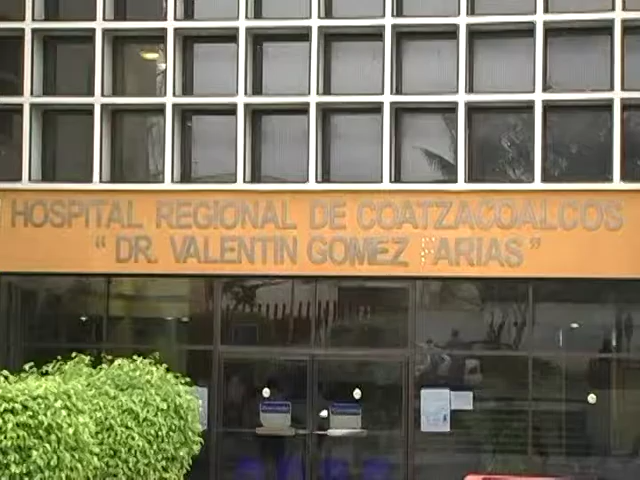 HOSPITAL REGIONAL DE COATZACOALCOS
"DR. VALENTIN GOMEZ FARIAS"